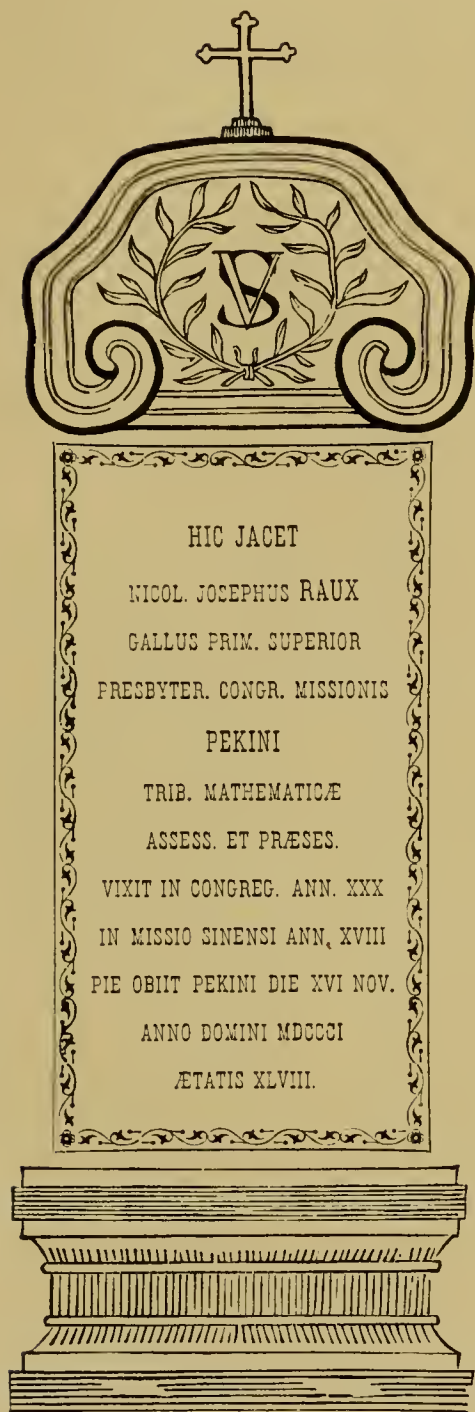 SV
HIC JACET
NICOL. JOSEPHUS RAUX
GALLUS PRIM. SUPERIOR
PRESBYTER. CONGR. MISSIONIS
PEKINI
TRIB. MATHEMATICÆ
ASSESS. ET PRÆSES.
VIXIT IN CONGREG. ANN. XXX
IN MISSIO SINENSI ANN. XVIII
PIE OBIIT PEKINI DIE XVI NOV.
ANNO DOMINI MDCCCI
ÆTATIS XLVIII.